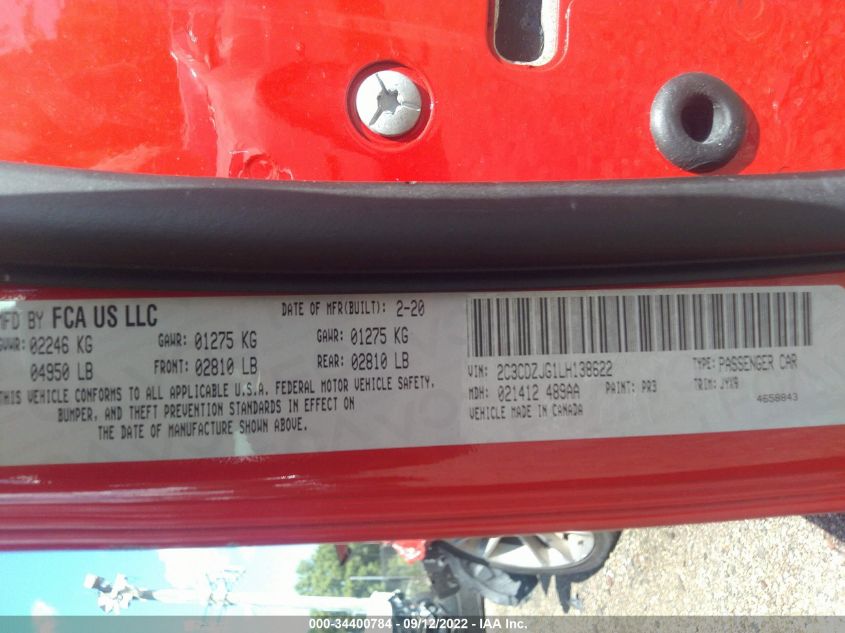 MFD BY FCA US LLC DATE OF MFR(BUILT): 2-20
GVWR: 02246 KG GAWR: 01275 KG GAWR: 01275 KG
04950 LB FRONT: 02810 LB REAR: 02810 LB
THIS VEHICLE CONFORMS TO ALL APPLICABLE U.S.A. FEDERAL MOTOR VEHICLE SAFETY,
BUMPER, AND THEFT PREVENTION STANDARDS IN EFFECT ON
THE DATE OF MANUFACTURE SHOWN ABOVE.
VIN: 2C3CDZJG1LH138622 TYPE: PASSENGER CAR
MDH: 021412 489AA PAINT: PR3 TRIM: JYX9
VEHICLE MADE IN CANADA 4658843
000-34400784 - 09/12/2022 - IAA Inc.